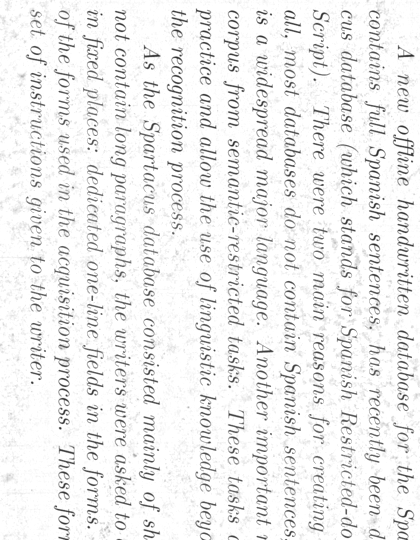 A new offline handwritten database for the Spa
contains full Spanish sentences, has recently been d
cus database (which stands for Spanish Restricted-do
Script). There were two main reasons for creating
all, most databases do not contain Spanish sentences,
is a widespread major language. Another important r
corpus from semantic-restricted tasks. These tasks
practice and allow the use of linguistic knowledge beyo
the recognition process.
As the Spartacus database consisted mainly of sh
not contain long paragraphs, the writers were asked to
in fixed places: dedicated one-line fields in the forms.
of the forms used in the acquisition process. These for
set of instructions given to the writer.